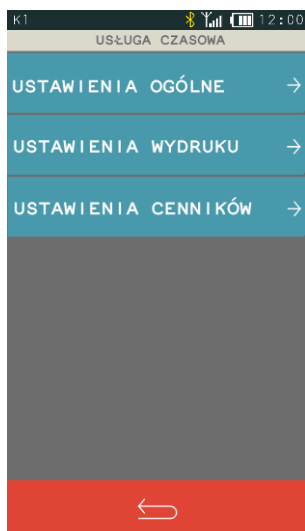 K1 12:00
USŁUGA CZASOWA
USTAWIENIA OGÓLNE
USTAWIENIA WYDRUKU
USTAWIENIA CENNIKÓW